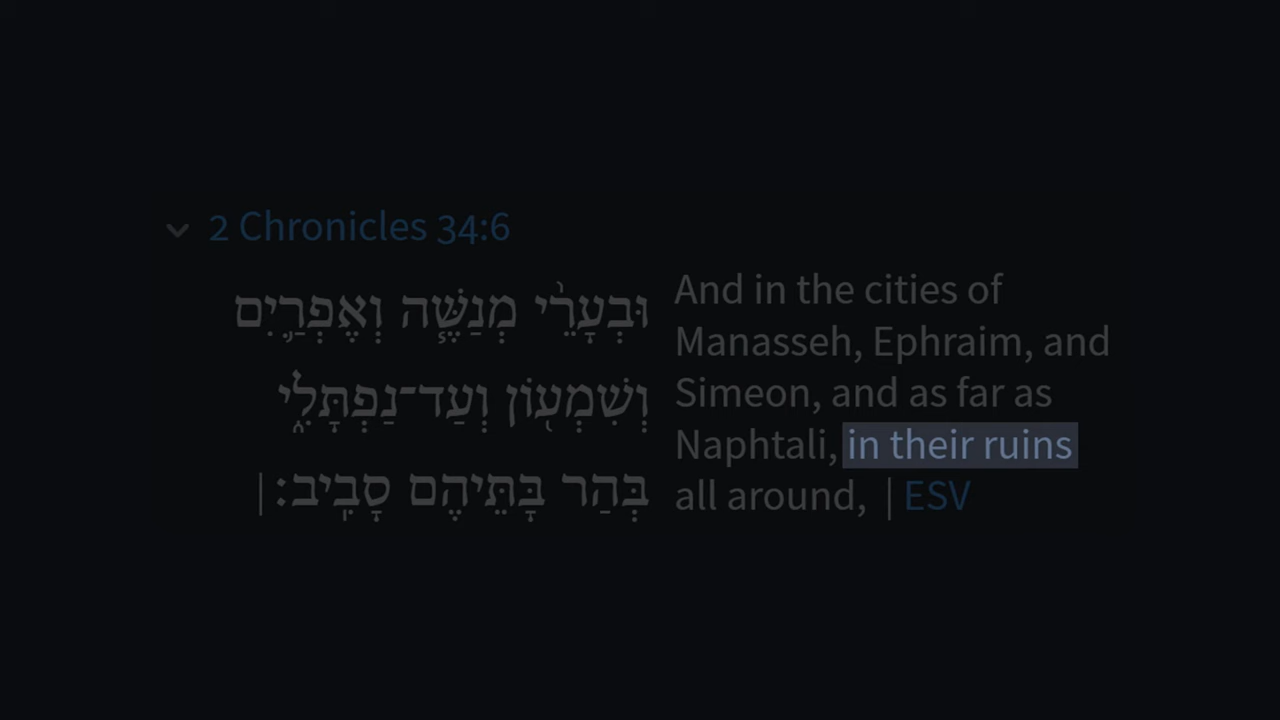 2 Chronicles 34:6
וּבְעָרֵ֨י מְנַשֶּׁ֧ה וְאֶפְרַ֛יִם
וְשִׁמְע֖וֹן וְעַד־נַפְתָּלִ֑י
בְּהַר בָּתֵּיהֶ֖ם סָבִֽיב׃ |
And in the cities of
Manasseh, Ephraim, and
Simeon, and as far as
Naphtali, in their ruins
all around, | ESV